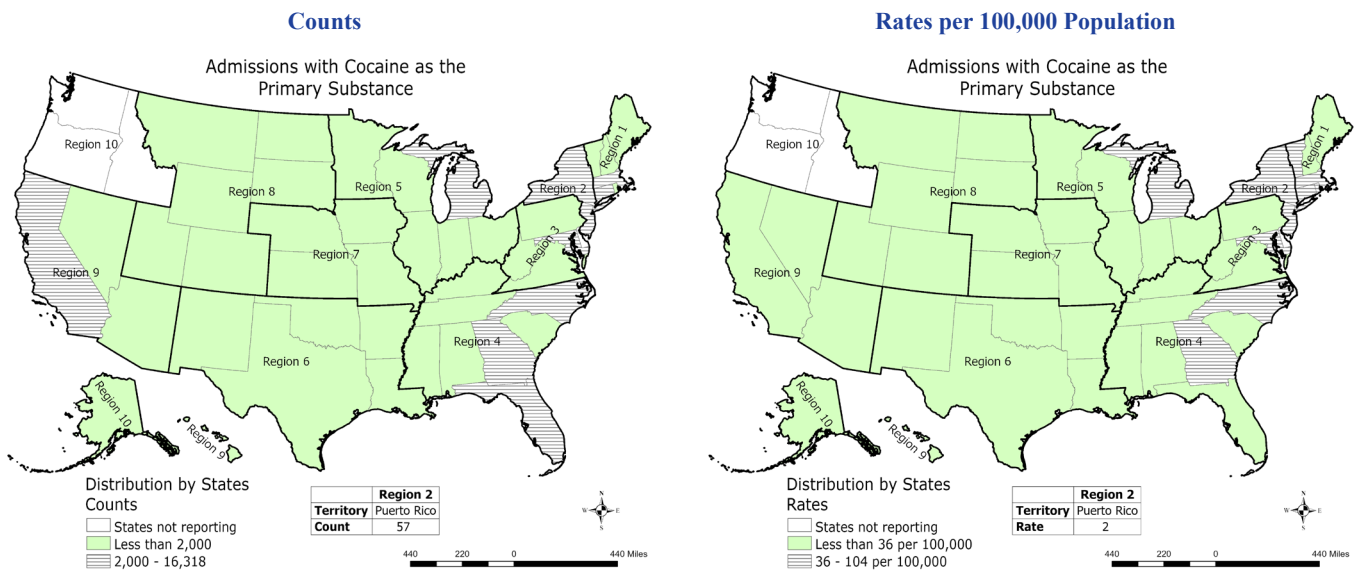 Counts
Admissions with Cocaine as the
Primary Substance
Region 10
Region 8
Region 5
Region 1
Region 2
Region 3
Region 7
Region 9
Region 4
Region 6
Region 10
Region 9
Distribution by States
Counts
States not reporting
Less than 2,000
2,000 - 16,318
Region 2
Territory Puerto Rico
Count 57
N
W E
S
440 220 0 440 Miles
Rates per 100,000 Population
Admissions with Cocaine as the
Primary Substance
Region 10
Region 8
Region 5
Region 1
Region 2
Region 3
Region 7
Region 9
Region 4
Region 6
Region 10
Region 9
Distribution by States
Rates
States not reporting
Less than 36 per 100,000
36 - 104 per 100,000
Region 2
Territory Puerto Rico
Rate 2
N
W E
S
440 220 0 440 Miles